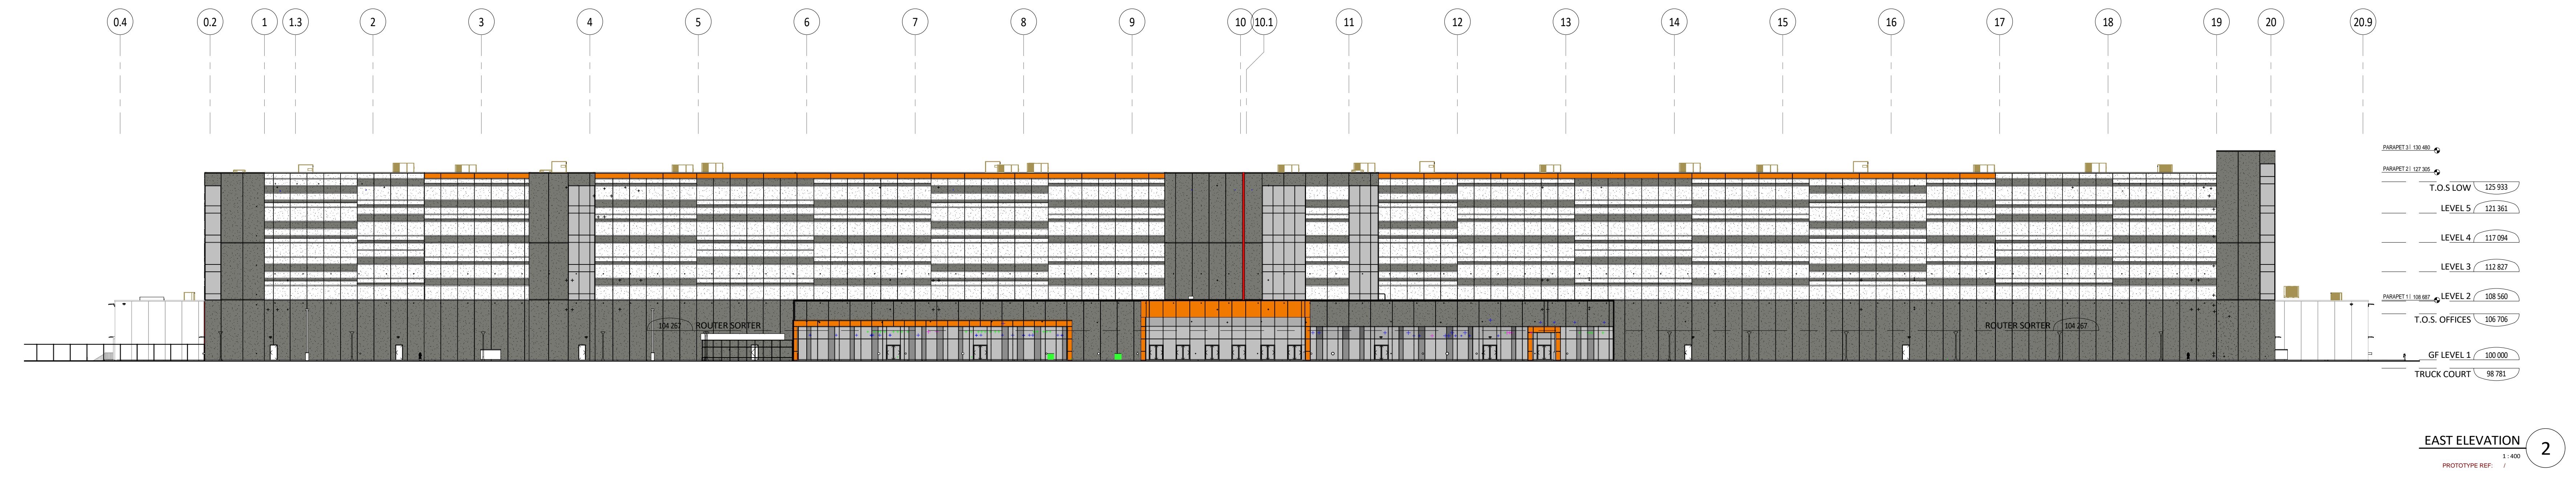 0.4 0.2 1 1.3 2 3 4 5 6 7 8 9 10 10.1 11 12 13 14 15 16 17 18 19 20 20.9
PARAPET 3 130 480
PARAPET 2 127 305
T.O.S LOW 125 933
LEVEL 5 121 361
LEVEL 4 117 094
LEVEL 3 112 827
PARAPET 1 108 687 LEVEL 2 108 560
T.O.S. OFFICES 106 706
104 267 ROUTER SORTER
ROUTER SORTER 104 267
GF LEVEL 1 100 000
TRUCK COURT 98 781
EAST ELEVATION 2
1 : 400
PROTOTYPE REF: /